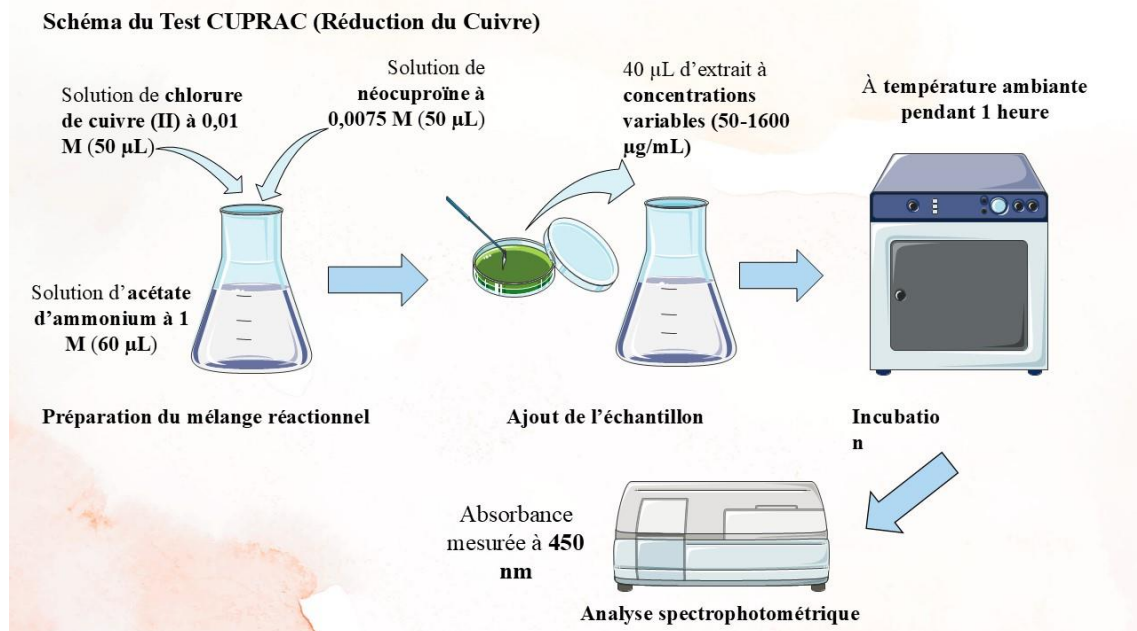 Schéma du Test CUPRAC (Réduction du Cuivre)
Solution de chlorure
de cuivre (II) à 0,01
M (50 µL)
Solution de
néocuproïne à
0,0075 M (50 µL)
Solution d'acétate
d'ammonium à 1
M (60 µL)
Préparation du mélange réactionnel
40 µL d'extrait à
concentrations
variables (50-1600
µg/mL)
Ajout de l'échantillon
À température ambiante
pendant 1 heure
Incubatio
n
Absorbance
mesurée à 450
nm
Analyse spectrophotométrique